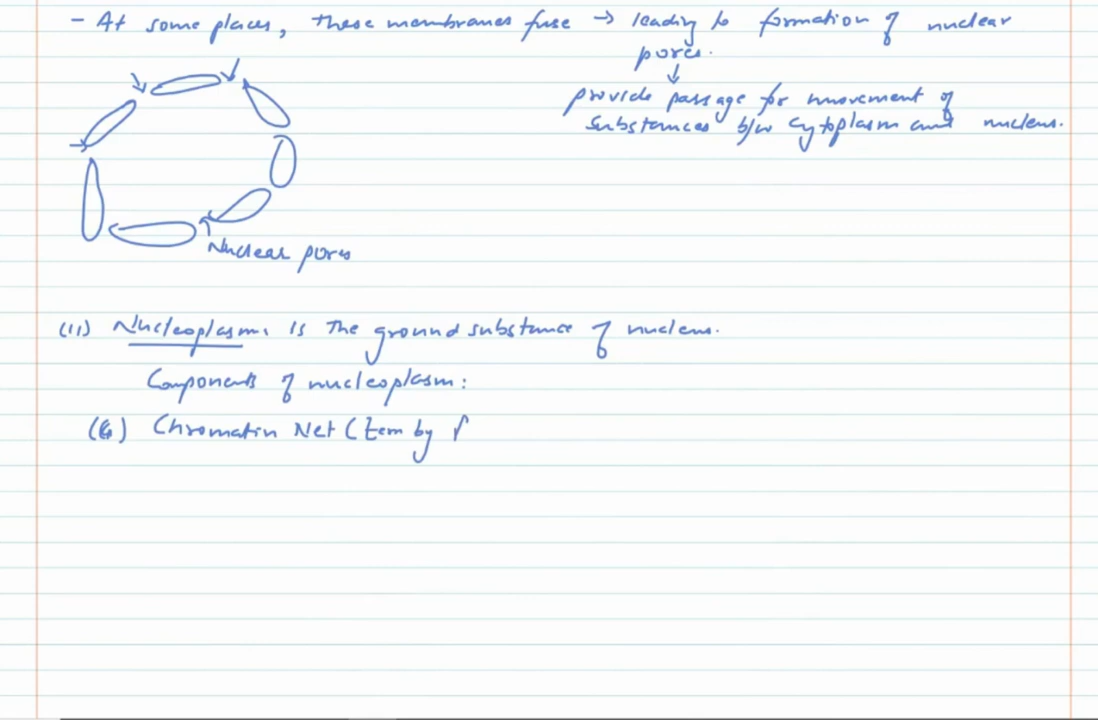 - At some places, these membranes fuse → leading to formation of nuclear
pores.
↓
provide passage for movement of
substances b/w cytoplasm and nucleus.
Nuclear pores
(ii) Nucleoplasm: is the ground substance of nucleus.
Components of nucleoplasm:
Chromatin Net (Term by